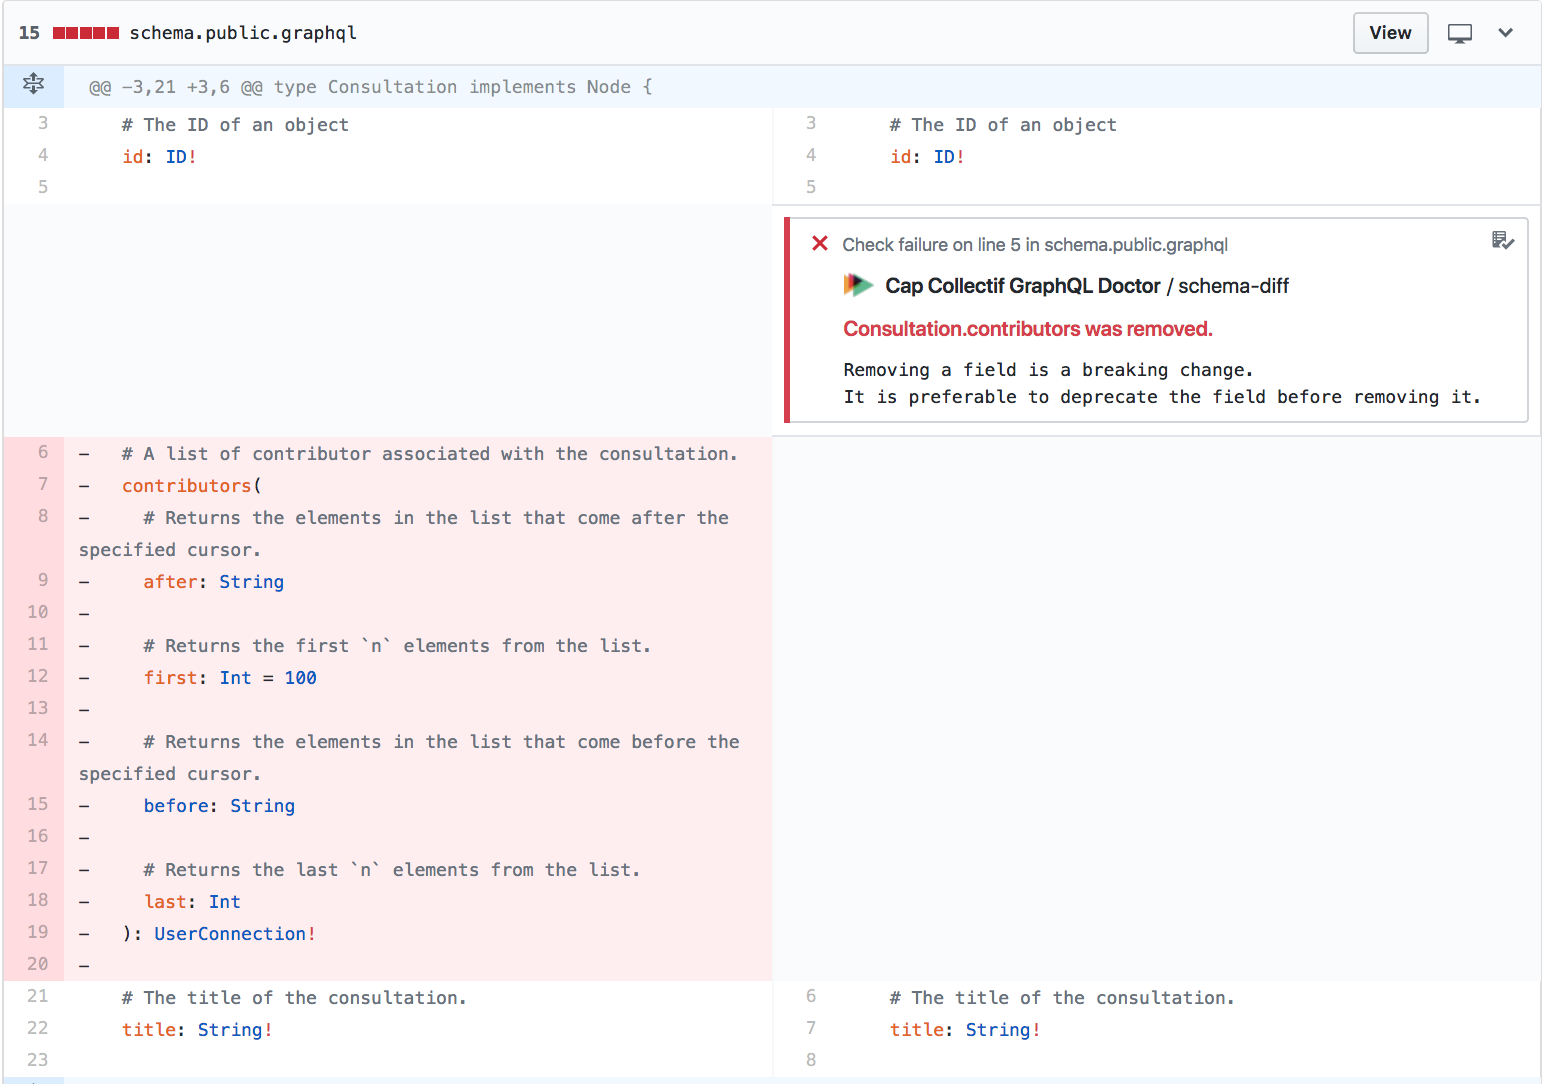 15 schema.public.graphql View
@@ −3,21 +3,6 @@ type Consultation implements Node {
3 # The ID of an object
4 id: ID!
5
3 # The ID of an object
4 id: ID!
5
Check failure on line 5 in schema.public.graphql
Cap Collectif GraphQL Doctor / schema-diff
Consultation.contributors was removed.
Removing a field is a breaking change.
It is preferable to deprecate the field before removing it.
6 − # A list of contributor associated with the consultation.
7 − contributors(
8 − # Returns the elements in the list that come after the
specified cursor.
9 − after: String
10 −
11 − # Returns the first `n` elements from the list.
12 − first: Int = 100
13 −
14 − # Returns the elements in the list that come before the
specified cursor.
15 − before: String
16 −
17 − # Returns the last `n` elements from the list.
18 − last: Int
19 − ): UserConnection!
20 −
21 # The title of the consultation.
22 title: String!
23
6 # The title of the consultation.
7 title: String!
8